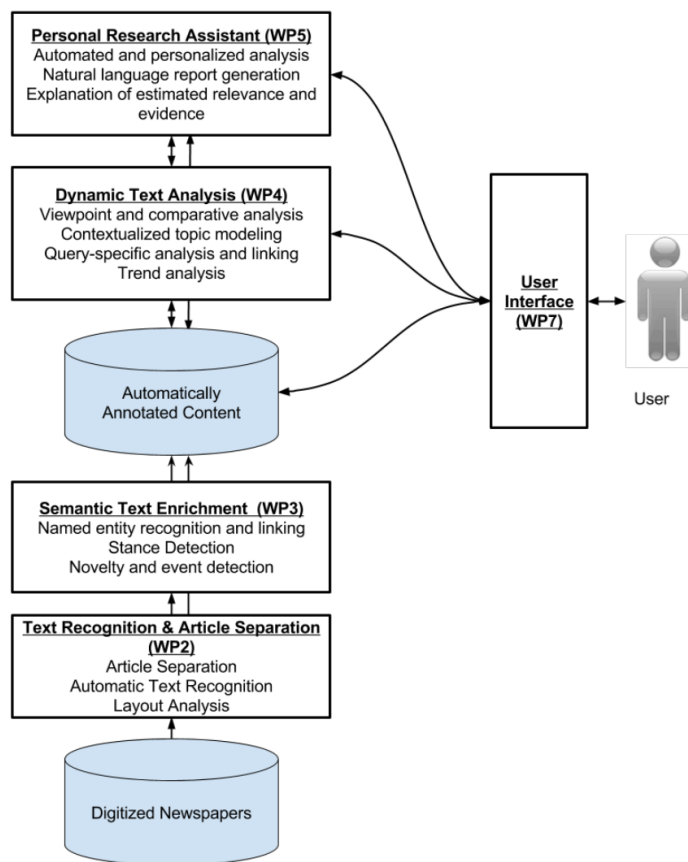 Personal Research Assistant (WP5)
Automated and personalized analysis
Natural language report generation
Explanation of estimated relevance and
evidence
Dynamic Text Analysis (WP4)
Viewpoint and comparative analysis
Contextualized topic modeling
Query-specific analysis and linking
Trend analysis
User
Interface
(WP7)
User
Automatically
Annotated Content
Semantic Text Enrichment (WP3)
Named entity recognition and linking
Stance Detection
Novelty and event detection
Text Recognition & Article Separation
(WP2)
Article Separation
Automatic Text Recognition
Layout Analysis
Digitized Newspapers